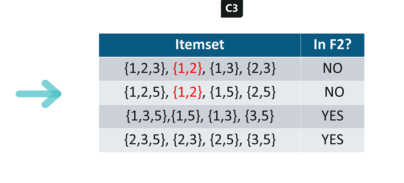 C3
Itemset In F2?
{1,2,3}, {1,2}, {1,3}, {2,3} NO
{1,2,5}, {1,2}, {1,5}, {2,5} NO
{1,3,5},{1,5}, {1,3}, {3,5} YES
{2,3,5}, {2,3}, {2,5}, {3,5} YES